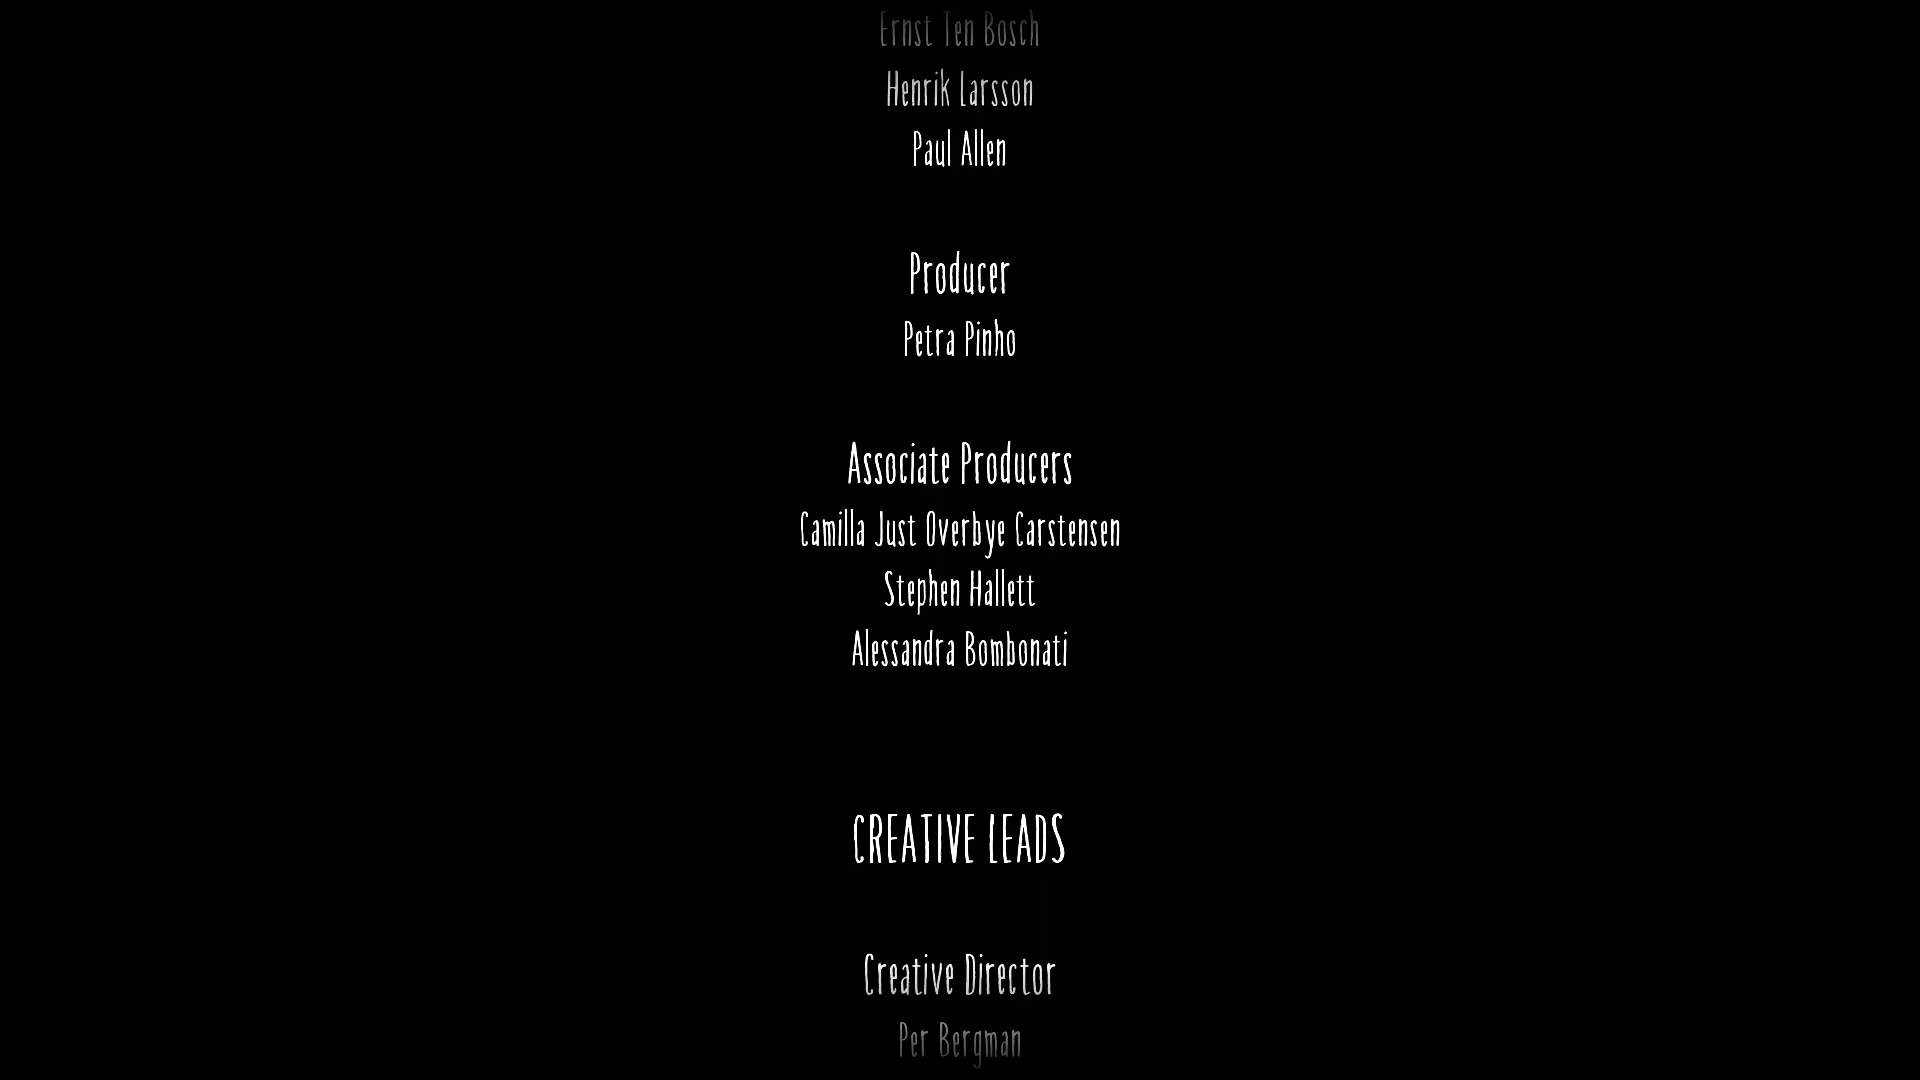 Ernst Ten Bosch
Henrik Larsson
Paul Allen
Producer
Petra Pinho
Associate Producers
Camilla Just Overbye Carstensen
Stephen Hallett
Alessandra Bombonati
CREATIVE LEADS
Creative Director
Per Bergman